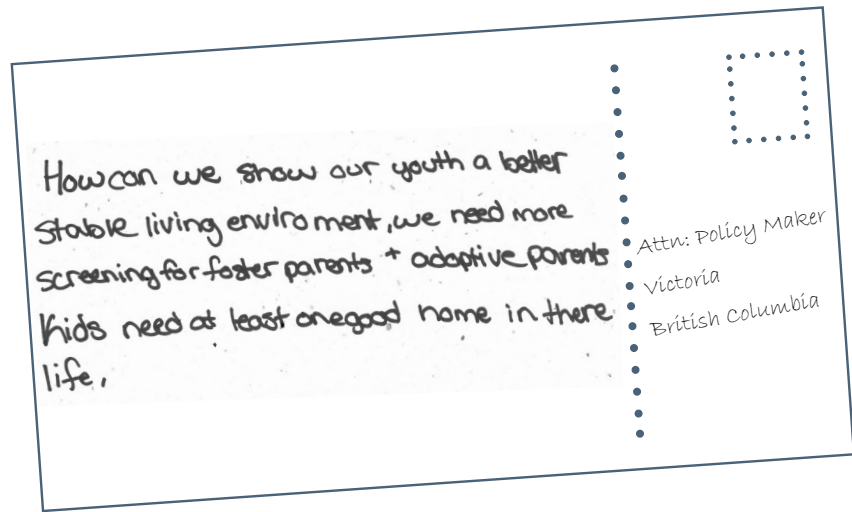 How can we show our youth a better
stable living enviroment, we need more
screening for foster parents + adoptive parents
Kids need at least one good home in there
life.
Attn: Policy Maker
Victoria
British Columbia